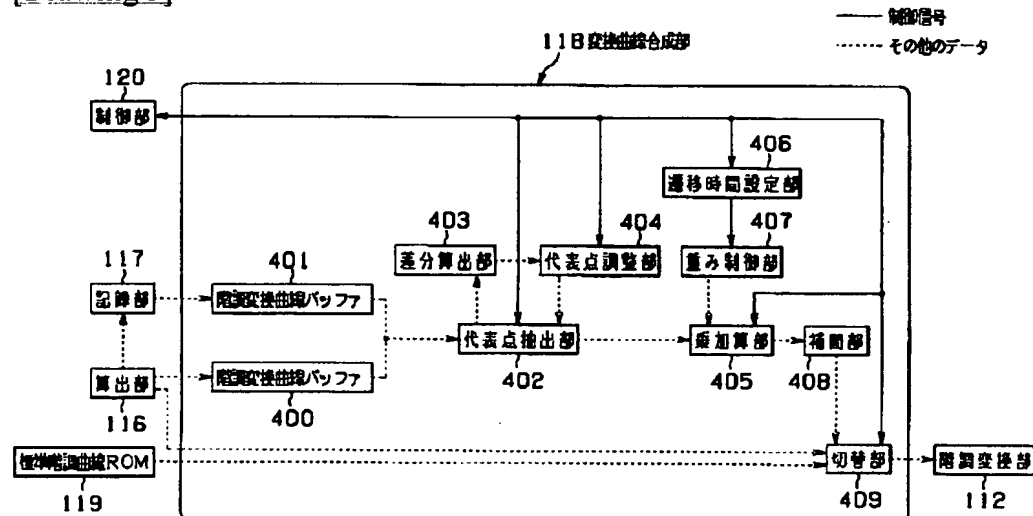 制御信号
その他のデータ
118変換曲線合成部
120
制御部
406
遷移時間設定部
403
404
407
差分算出部
代表点調整部
重み制御部
117
401
記録部
階調変換曲線バッファ
代表点抽出部
乗加算部
補間部
402
405
408
算出部
階調変換曲線バッファ
116
400
標準階調曲線ROM
切替部
階調変換部
119
409
112